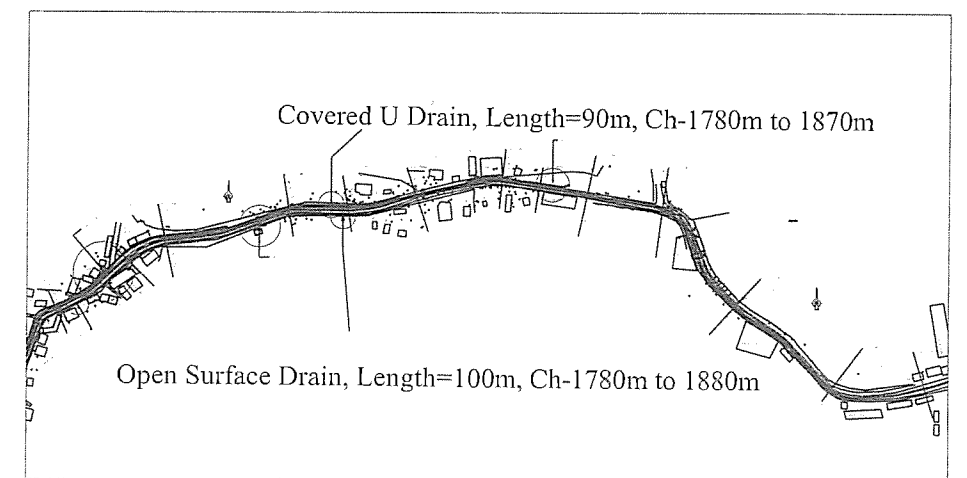 Covered U Drain, Length=90m, Ch-1780m to 1870m
Open Surface Drain, Length=100m, Ch-1780m to 1880m